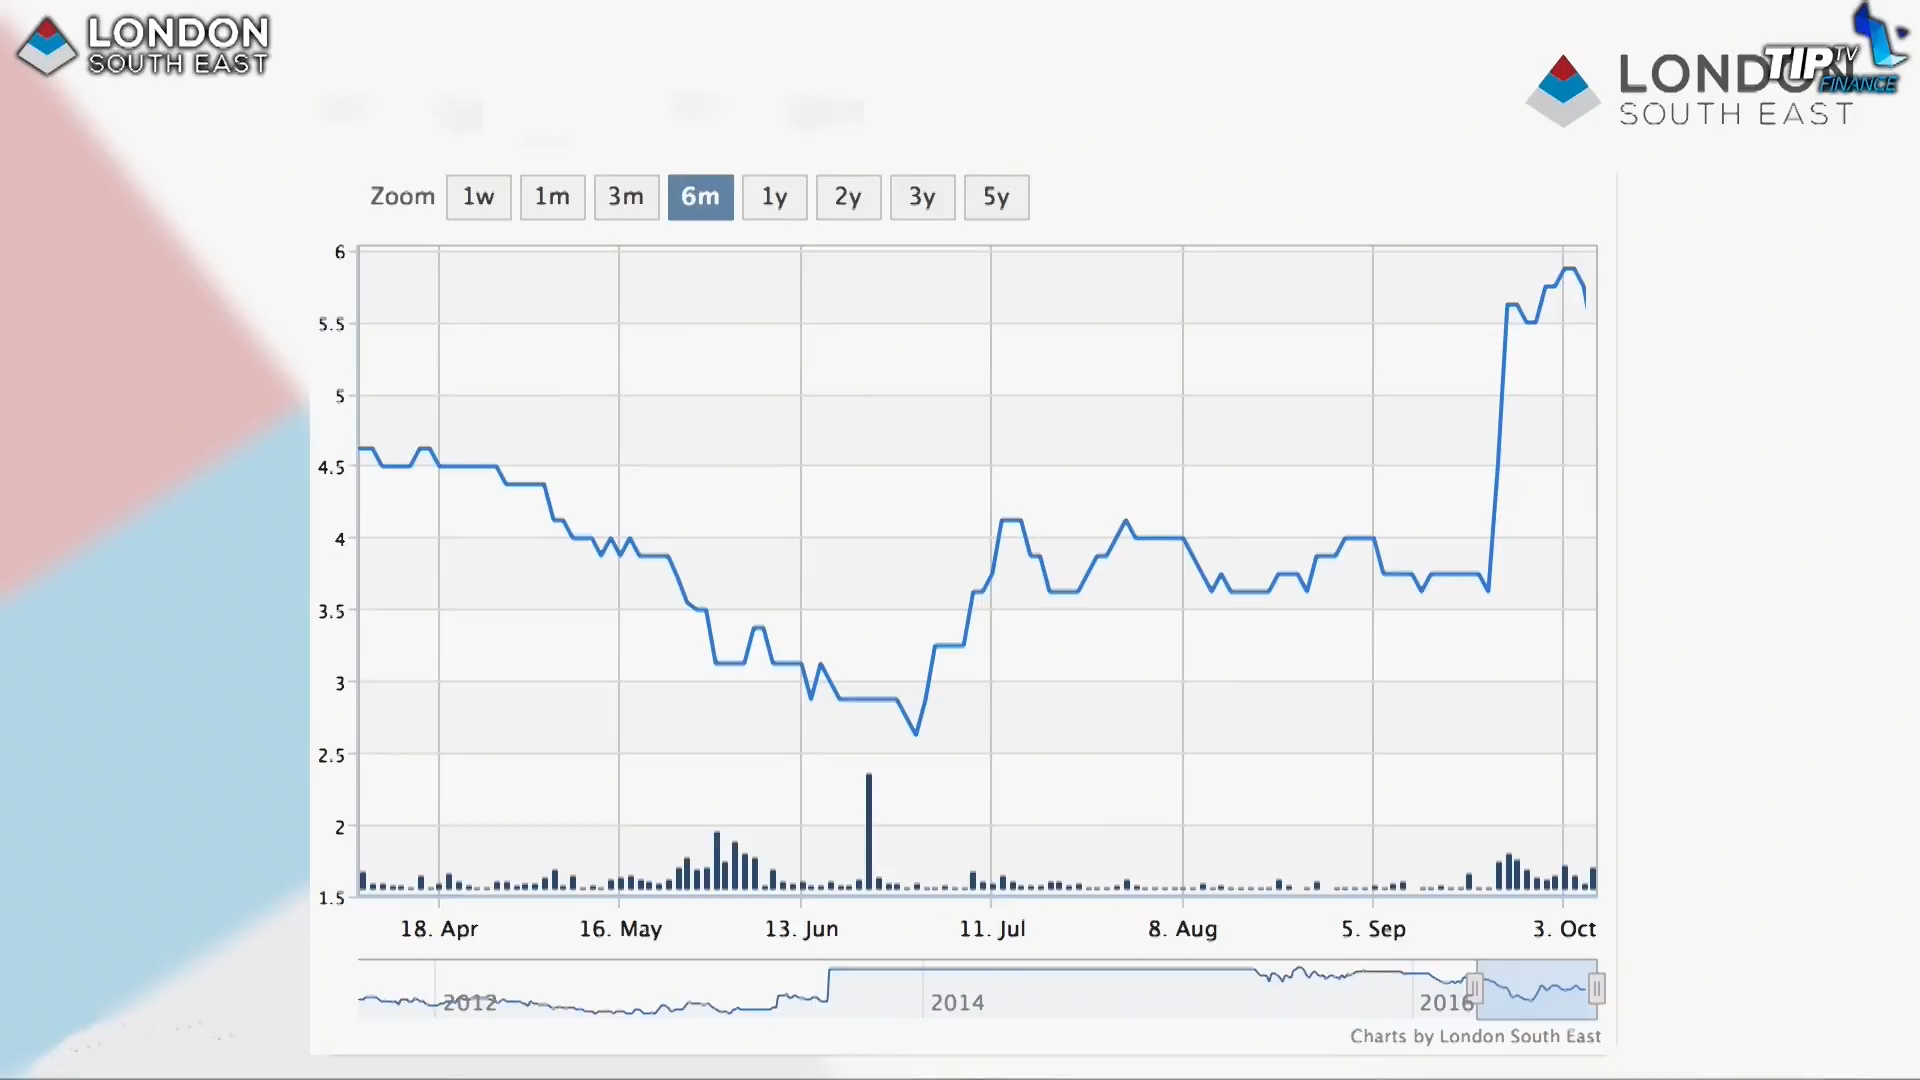 LONDON
SOUTH EAST
TIP TV
FINANCE
LONDON
SOUTH EAST
Zoom 1w 1m 3m 6m 1y 2y 3y 5y
6
5.5
5
4.5
4
3.5
3
2.5
2
1.5
18. Apr 16. May 13. Jun 11. Jul 8. Aug 5. Sep 3. Oct
2012 2014 2016
Charts by London South East